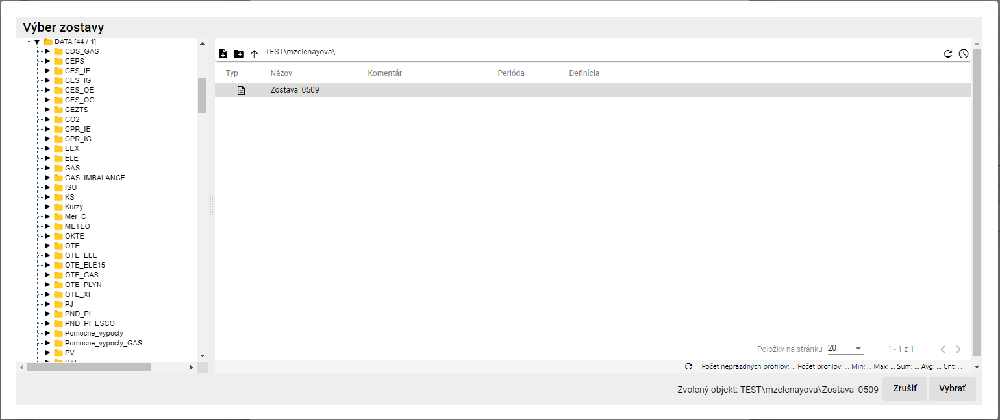 Výber zostavy
DATA [44 / 1]
CDS_GAS
CEPS
CES_IE
CES_IG
CES_OE
CES_OG
CEZTS
CO2
CPR_IE
CPR_IG
EEX
ELE
GAS
GAS_IMBALANCE
ISU
KS
Kurzy
Mer_C
METEO
OKTE
OTE
OTE_ELE
OTE_ELE15
OTE_GAS
OTE_PLYN
OTE_XI
PJ
PND_PI
PND_PI_ESCO
Pomocne_vypocty
Pomocne_vypocty_GAS
PV
TEST\mzelenayova\
Typ Názov Komentár Perióda Definícia
Zostava_0509
Položky na stránku 20 1 - 1 z 1
Počet neprázdnych profilov: ... Počet profilov: ... Min: ... Max: ... Sum: ... Avg: ... Cnt: ...
Zvolený objekt: TEST\mzelenayova\Zostava_0509 Zrušiť Vybrať